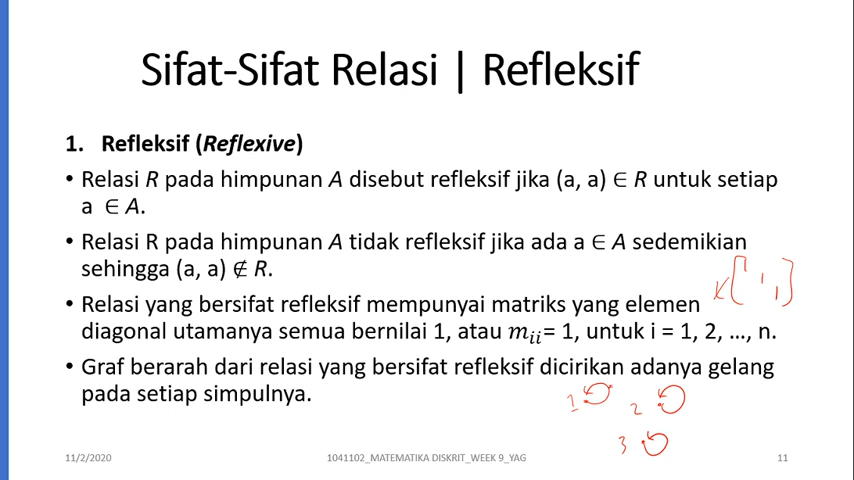 Sifat-Sifat Relasi | Refleksif
1. Refleksif (Reflexive)
• Relasi R pada himpunan A disebut refleksif jika (a, a) ∈ R untuk setiap
a ∈ A.
• Relasi R pada himpunan A tidak refleksif jika ada a ∈ A sedemikian
sehingga (a, a) ∉ R.
• Relasi yang bersifat refleksif mempunyai matriks yang elemen
diagonal utamanya semua bernilai 1, atau mᵢᵢ= 1, untuk i = 1, 2, …, n.
• Graf berarah dari relasi yang bersifat refleksif dicirikan adanya gelang
pada setiap simpulnya.
1 2
3
11/2/2020 1041102_MATEMATIKA DISKRIT_WEEK 9_YAG 11